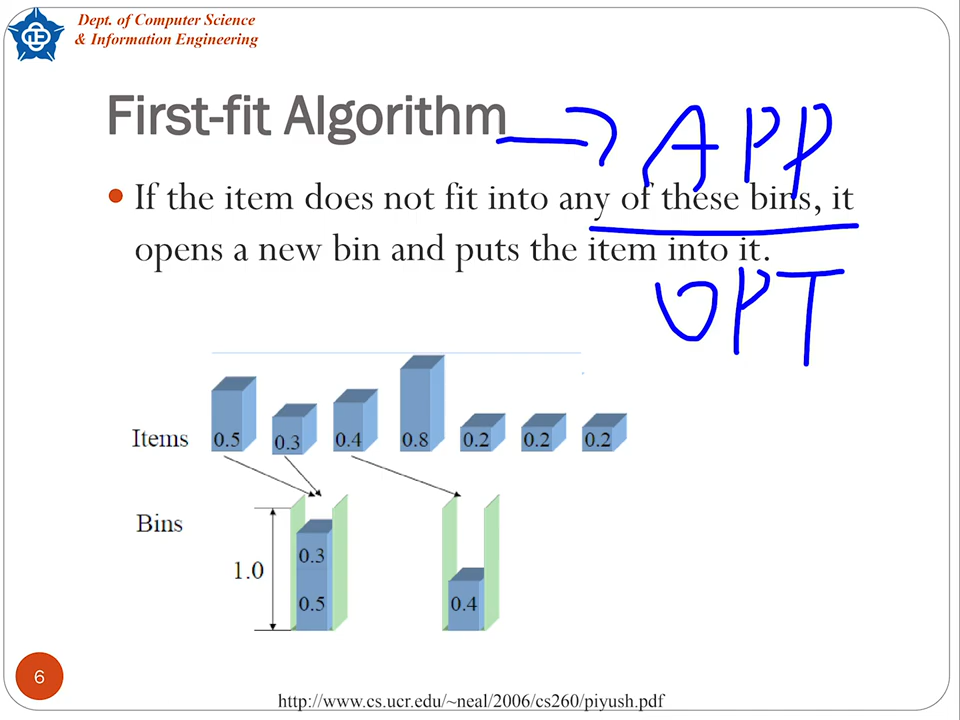 Dept. of Computer Science
& Information Engineering
First-fit Algorithm
APP
If the item does not fit into any of these bins, it
opens a new bin and puts the item into it.
OPT
Items 0.5 0.3 0.4 0.8 0.2 0.2 0.2
Bins
0.3
1.0
0.5 0.4
6
http://www.cs.ucr.edu/~neal/2006/cs260/piyush.pdf